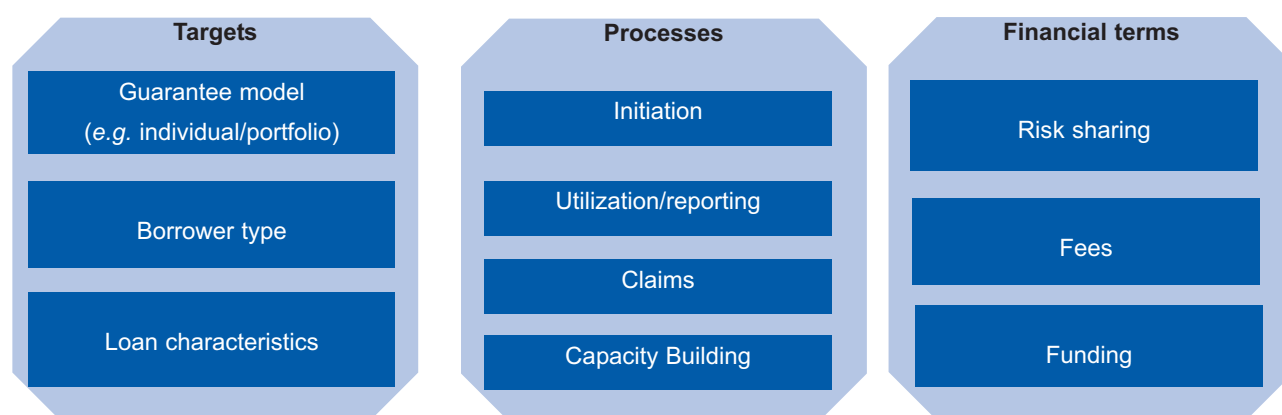 Targets
Guarantee model
(e.g. individual/portfolio)
Borrower type
Loan characteristics
Processes
Initiation
Utilization/reporting
Claims
Capacity Building
Financial terms
Risk sharing
Fees
Funding